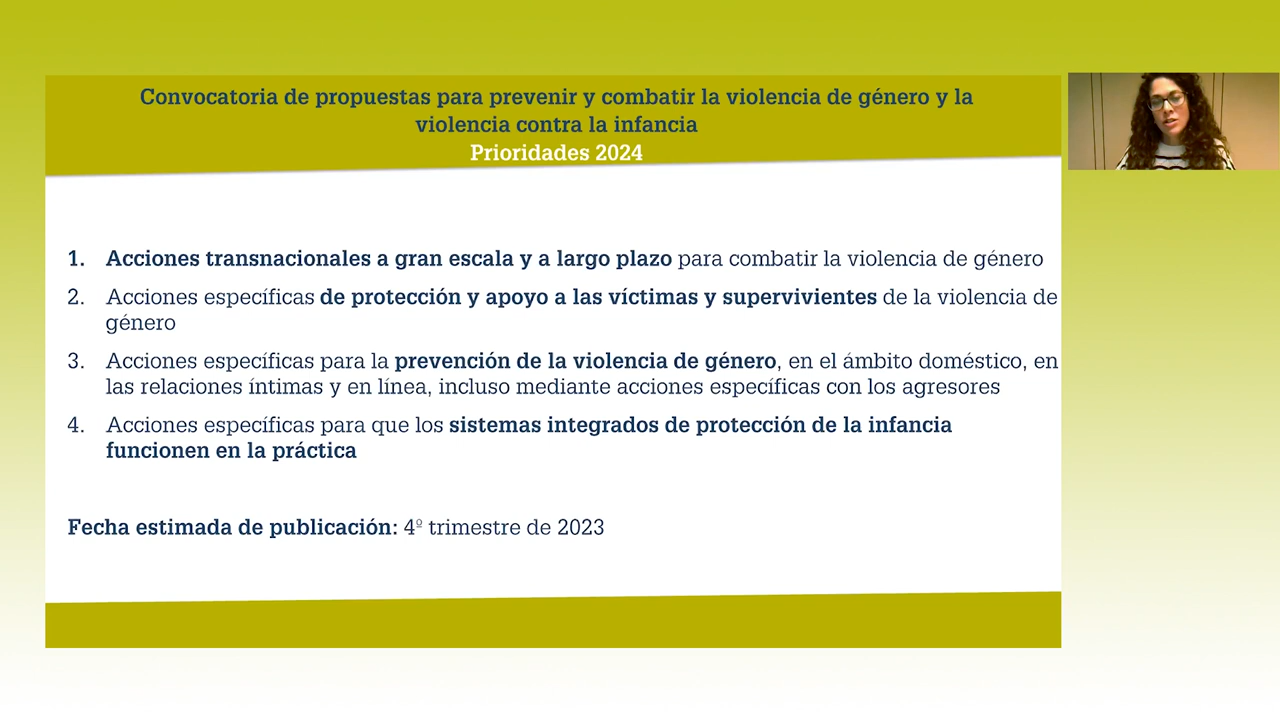 Convocatoria de propuestas para prevenir y combatir la violencia de género y la
violencia contra la infancia
Prioridades 2024
1. Acciones transnacionales a gran escala y a largo plazo para combatir la violencia de género
2. Acciones específicas de protección y apoyo a las víctimas y supervivientes de la violencia de
género
3. Acciones específicas para la prevención de la violencia de género, en el ámbito doméstico, en
las relaciones íntimas y en línea, incluso mediante acciones específicas con los agresores
4. Acciones específicas para que los sistemas integrados de protección de la infancia
funcionen en la práctica
Fecha estimada de publicación: 4º trimestre de 2023